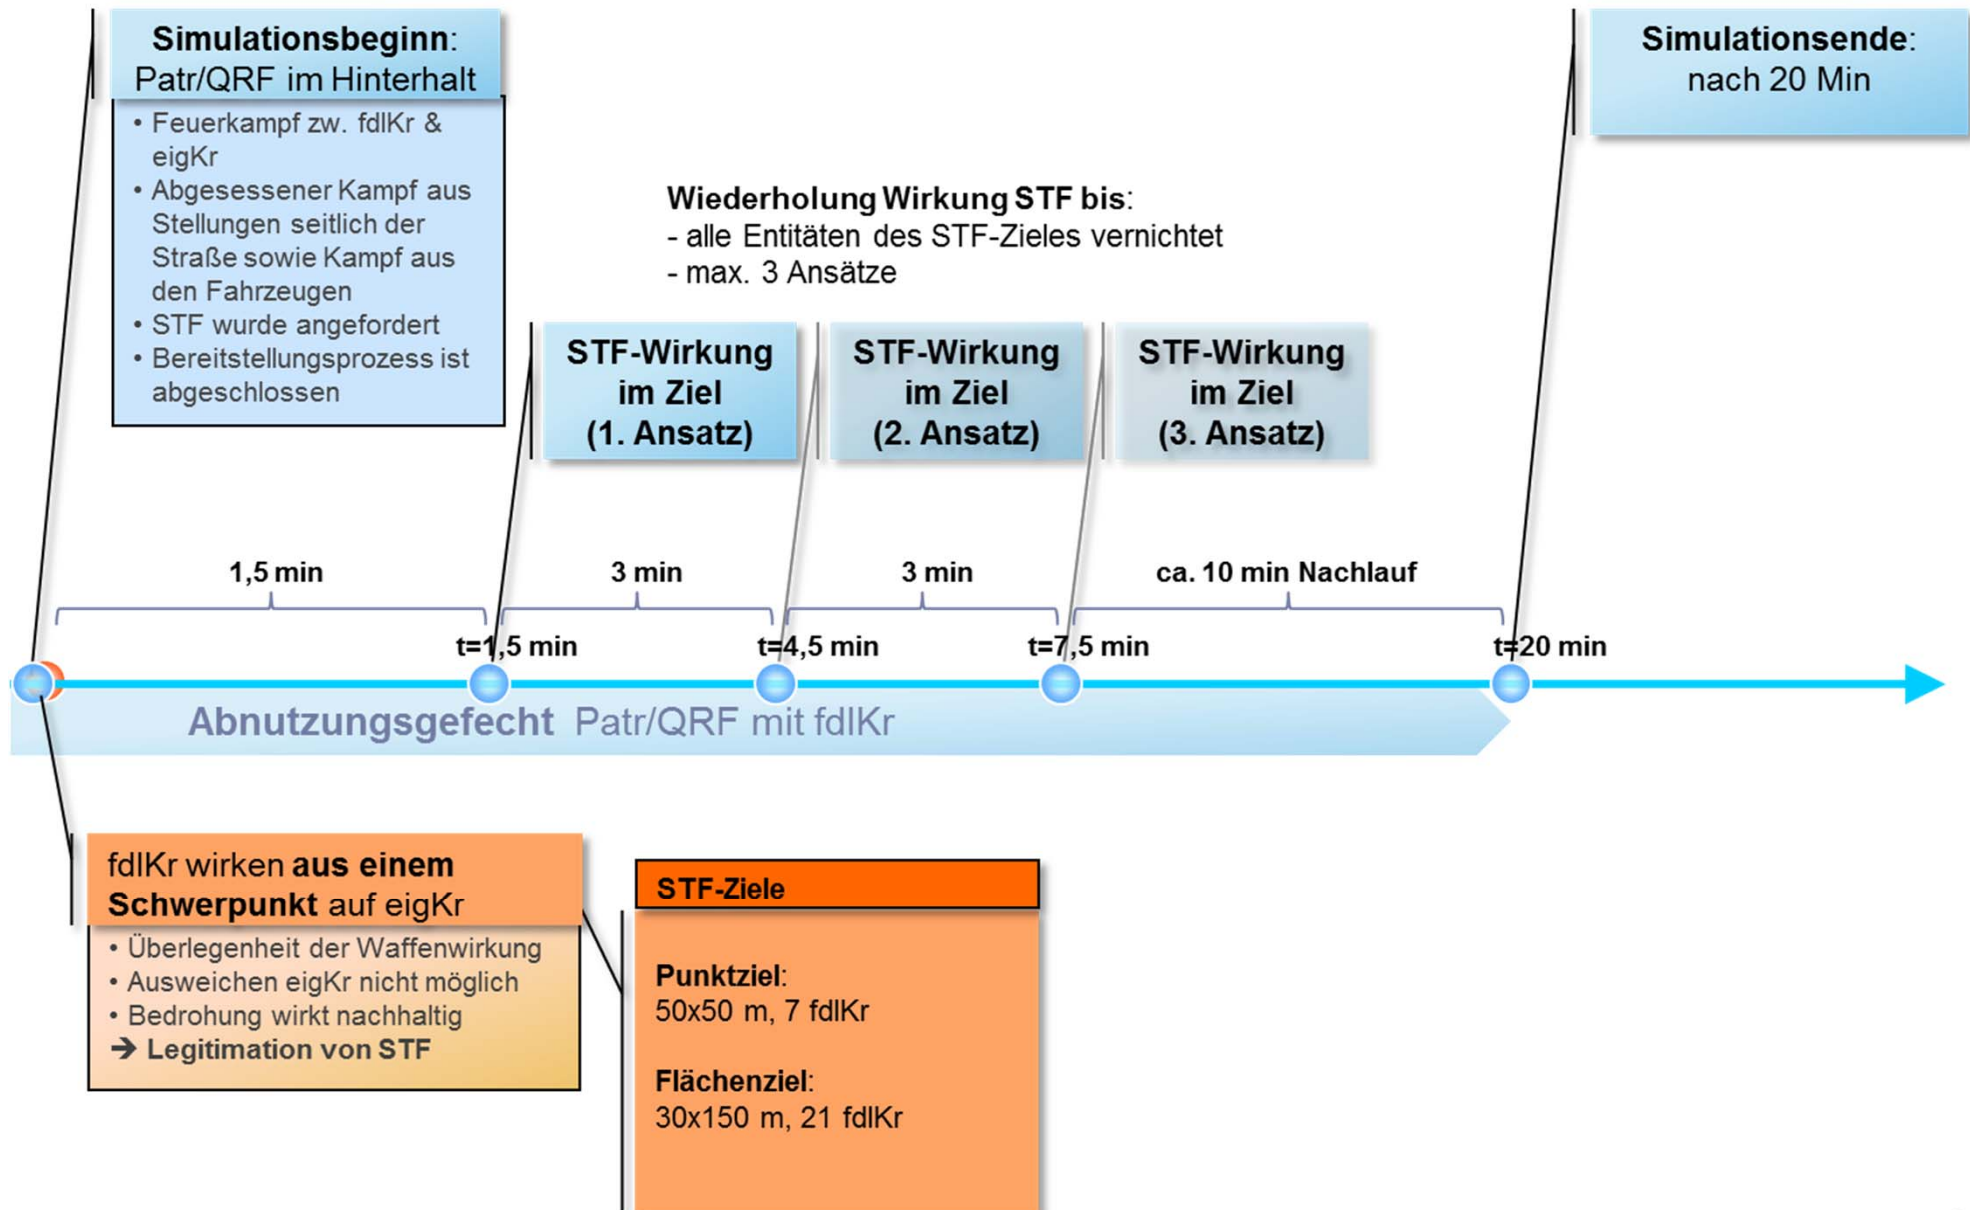 Simulationsbeginn:
Patr/QRF im Hinterhalt
• Feuerkampf zw. fdlKr &
eigKr
• Abgesessener Kampf aus
Stellungen seitlich der
Straße sowie Kampf aus
den Fahrzeugen
• STF wurde angefordert
• Bereitstellungsprozess ist
abgeschlossen
Simulationsende:
nach 20 Min
Wiederholung Wirkung STF bis:
- alle Entitäten des STF-Zieles vernichtet
- max. 3 Ansätze
STF-Wirkung
im Ziel
(1. Ansatz)
STF-Wirkung
im Ziel
(2. Ansatz)
STF-Wirkung
im Ziel
(3. Ansatz)
1,5 min
3 min
3 min
ca. 10 min Nachlauf
t=1,5 min
t=4,5 min
t=7,5 min
t=20 min
Abnutzungsgefecht Patr/QRF mit fdlKr
fdlKr wirken aus einem
Schwerpunkt auf eigKr
• Überlegenheit der Waffenwirkung
• Ausweichen eigKr nicht möglich
• Bedrohung wirkt nachhaltig
➔ Legitimation von STF
STF-Ziele
Punktziel:
50x50 m, 7 fdlKr
Flächenziel:
30x150 m, 21 fdlKr